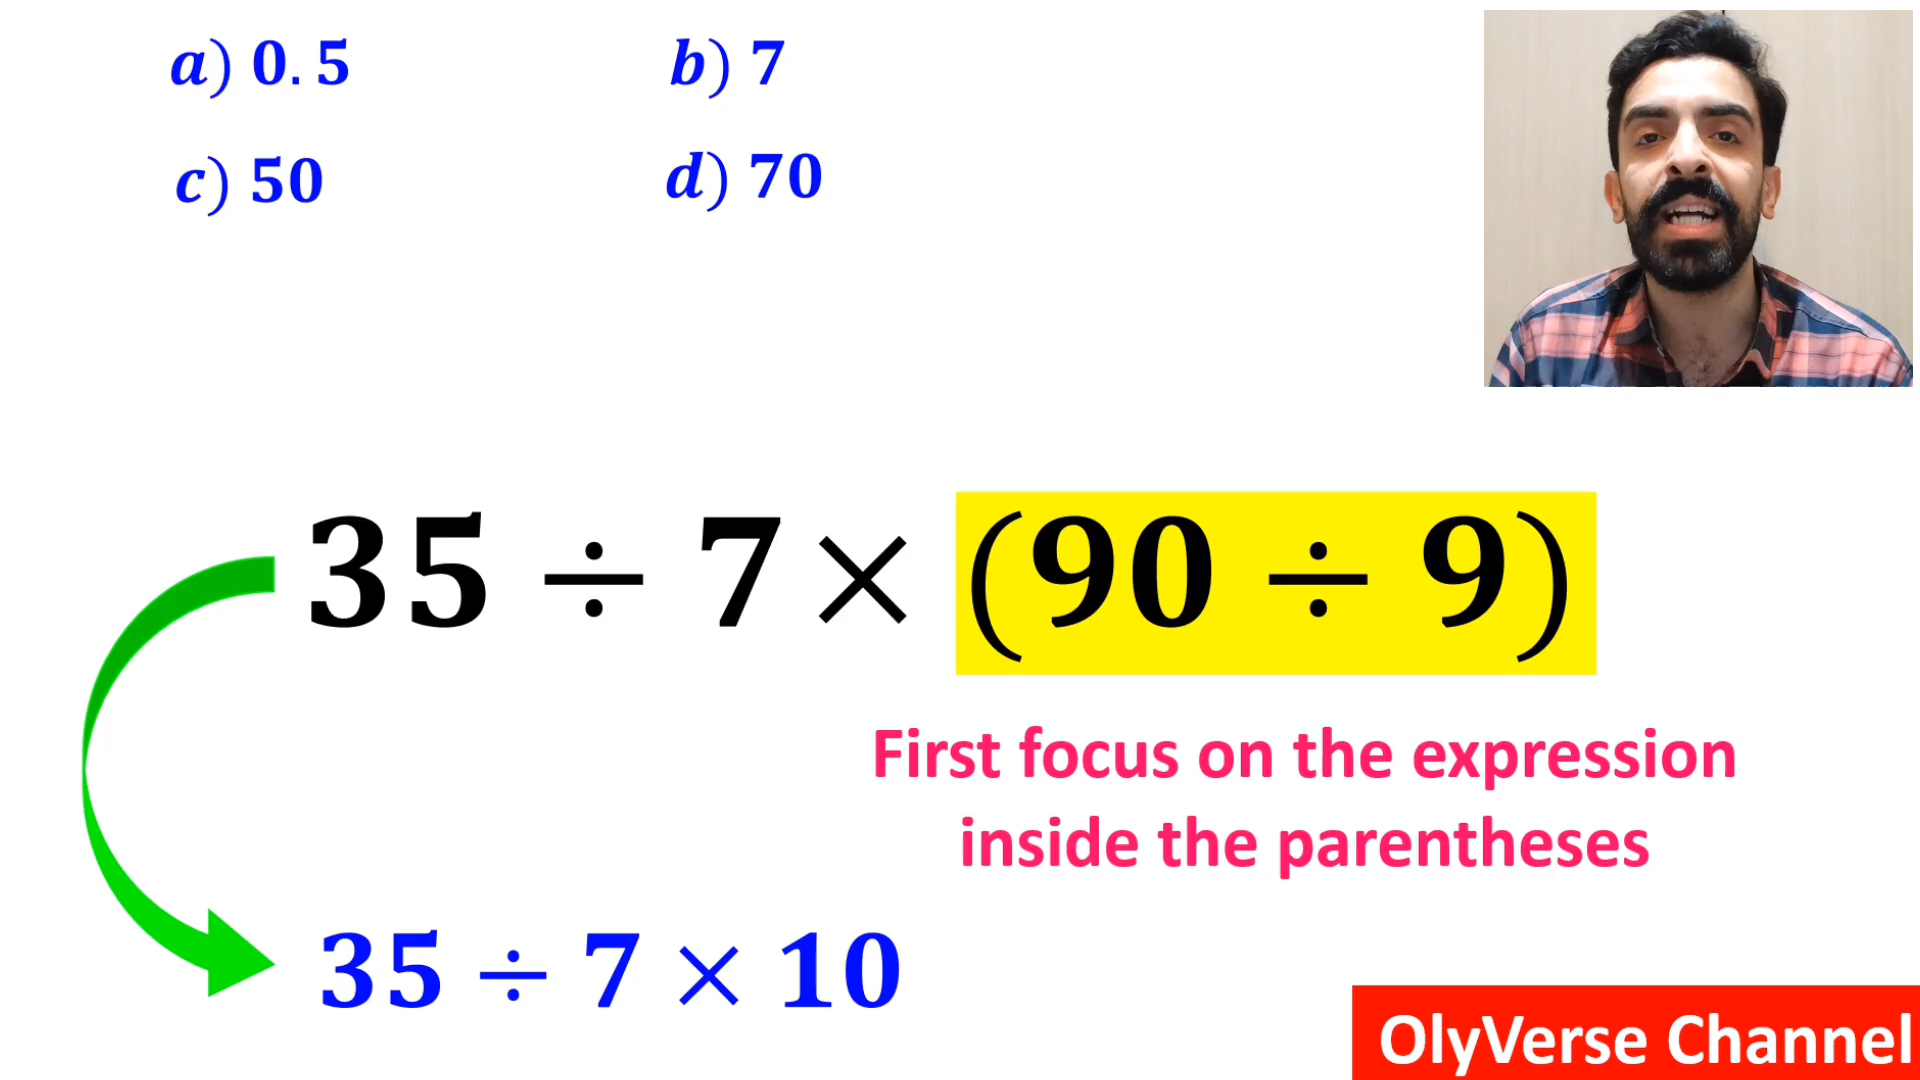 a) 0.5
b) 7
c) 50
d) 70
35 ÷ 7 × (90 ÷ 9)
First focus on the expression
inside the parentheses
35 ÷ 7 × 10
OlyVerse Channel